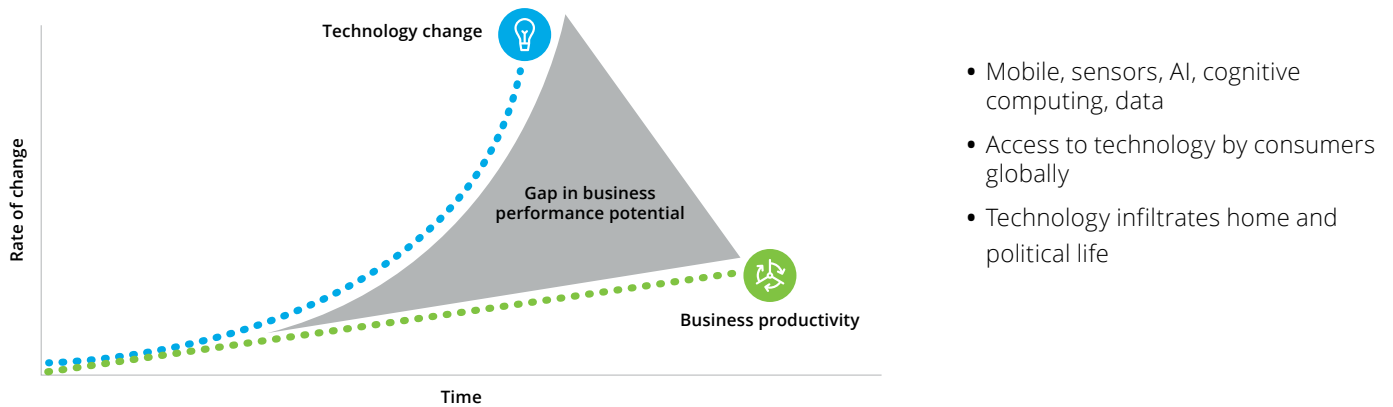 Technology change
Rate of change
Gap in business
performance potential
Business productivity
Time
• Mobile, sensors, AI, cognitive
computing, data
• Access to technology by consumers
globally
• Technology infiltrates home and
political life